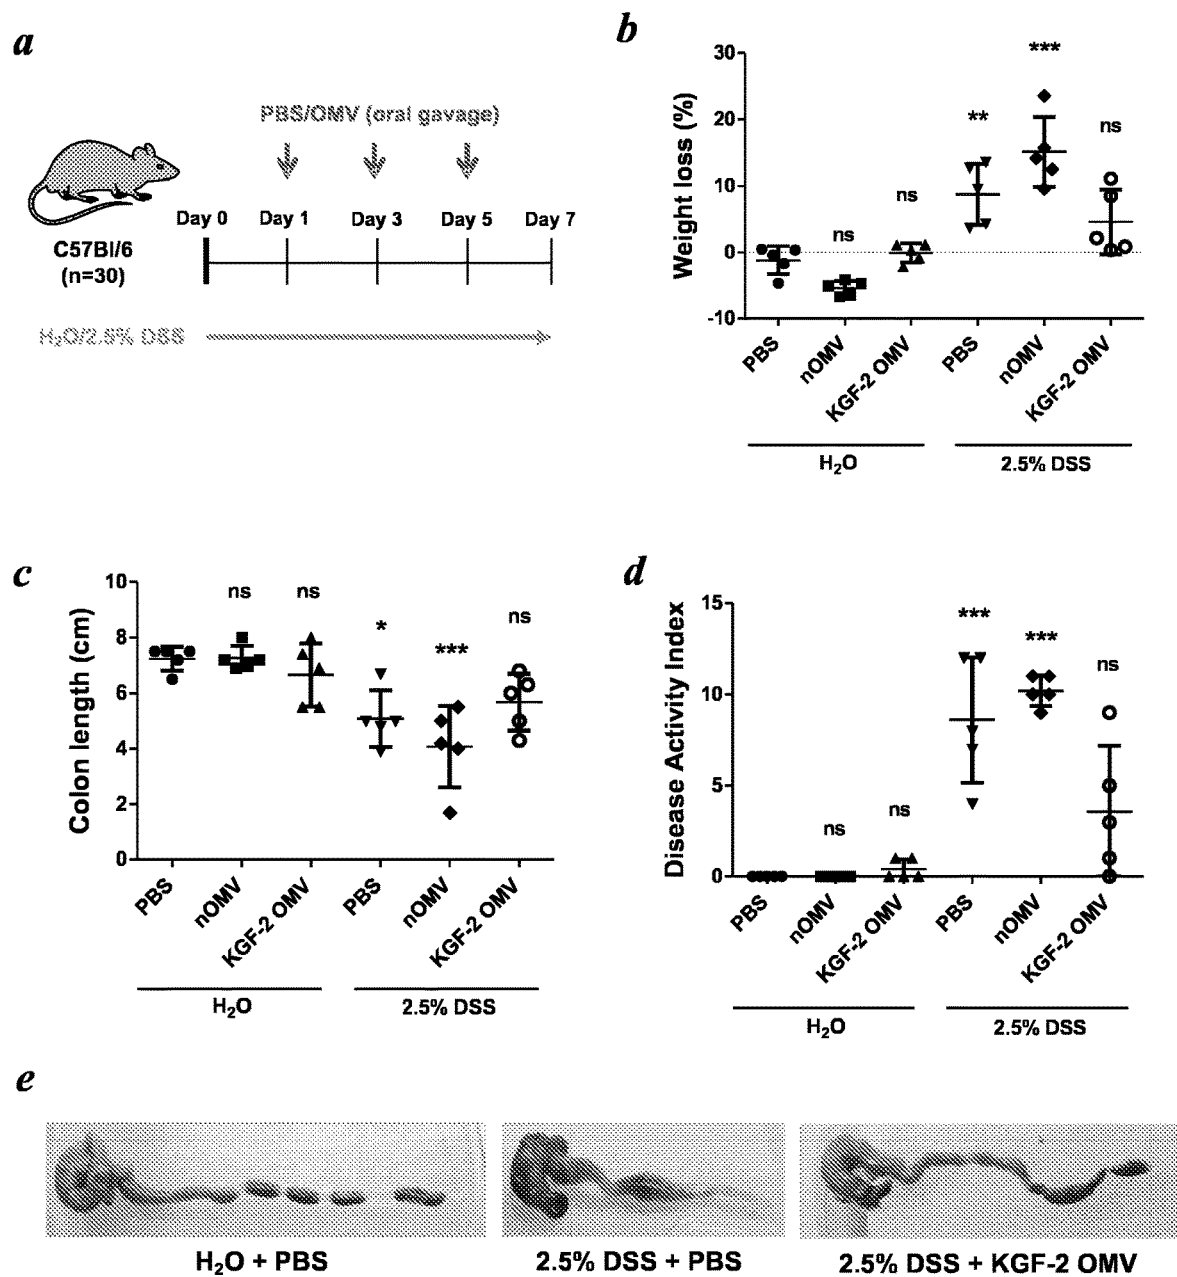 a
PBS/OMV (oral gavage)
Day 0 Day 1 Day 3 Day 5 Day 7
C57Bl/6
(n=30)
H₂O/2.5% DSS
b
Weight loss (%)
30
20
10
0
-10
ns
ns
**
***
ns
PBS
nOMV
KGF-2 OMV
PBS
nOMV
KGF-2 OMV
H₂O
2.5% DSS
c
Colon length (cm)
10
8
6
4
2
0
ns
ns
*
***
ns
PBS
nOMV
KGF-2 OMV
PBS
nOMV
KGF-2 OMV
H₂O
2.5% DSS
d
Disease Activity Index
15
10
5
0
ns
ns
***
***
ns
PBS
nOMV
KGF-2 OMV
PBS
nOMV
KGF-2 OMV
H₂O
2.5% DSS
e
H₂O + PBS
2.5% DSS + PBS
2.5% DSS + KGF-2 OMV